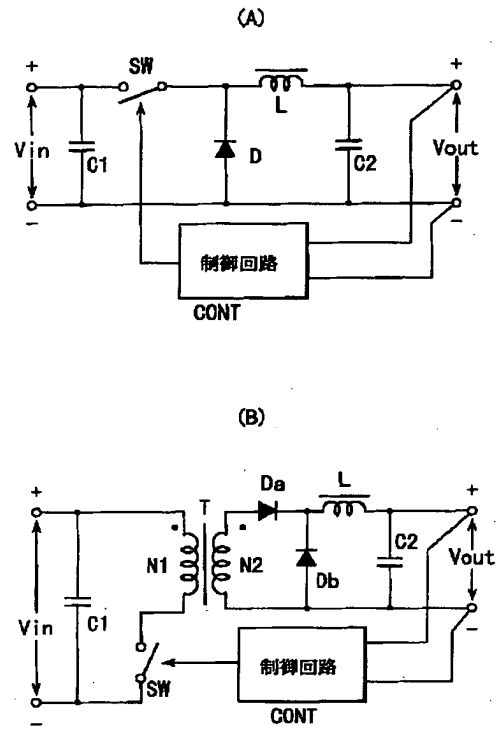 (A)
+ SW +
L
Vin C1 D C2 Vout
- -
制御回路
CONT
(B)
Da L
+ T +
N1 N2 Db C2 Vout
Vin C1
-
SW 制御回路
- CONT